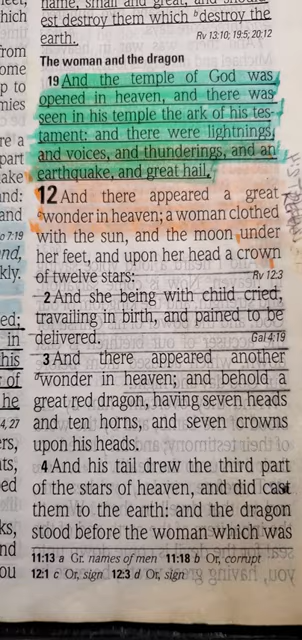 name, small and great; and should
est destroy them which ᵇdestroy the
earth. Rv 13:10; 19:5; 20:12
The woman and the dragon
19 And the temple of God was
opened in heaven, and there was
seen in his temple the ark of his tes-
tament: and there were lightnings,
and voices, and thunderings, and an
earthquake, and great hail.
12 And there appeared a great
ᶜwonder in heaven; a woman clothed
with the sun, and the moon under
her feet, and upon her head a crown
of twelve stars: Rv 12:3
2 And she being with child cried,
travailing in birth, and pained to be
delivered. Gal 4:19
3 And there appeared another
ᵈwonder in heaven; and behold a
great red dragon, having seven heads
and ten horns, and seven crowns
upon his heads.
4 And his tail drew the third part
of the stars of heaven, and did cast
them to the earth: and the dragon
stood before the woman which was
11:13 a Gr. names of men 11:18 b Or, corrupt
12:1 c Or, sign 12:3 d Or, sign